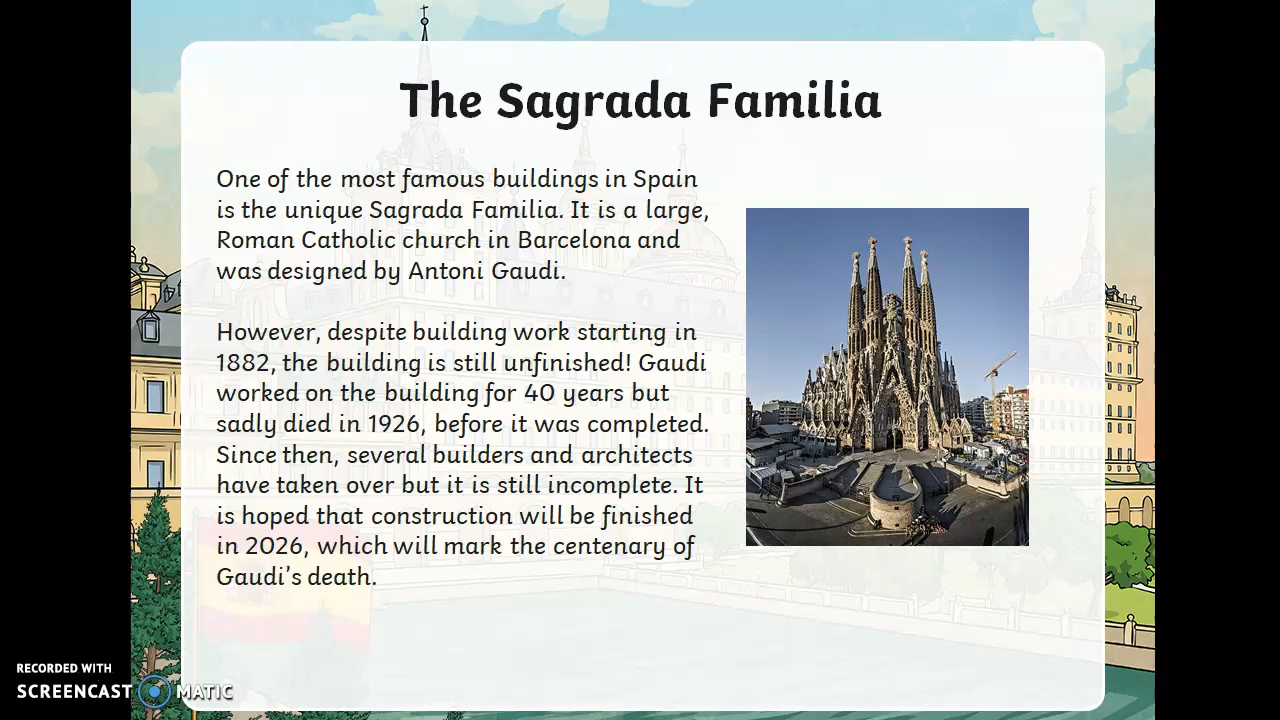 The Sagrada Familia
One of the most famous buildings in Spain
is the unique Sagrada Familia. It is a large,
Roman Catholic church in Barcelona and
was designed by Antoni Gaudi.
However, despite building work starting in
1882, the building is still unfinished! Gaudi
worked on the building for 40 years but
sadly died in 1926, before it was completed.
Since then, several builders and architects
have taken over but it is still incomplete. It
is hoped that construction will be finished
in 2026, which will mark the centenary of
Gaudi's death.
RECORDED WITH
SCREENCAST MATIC